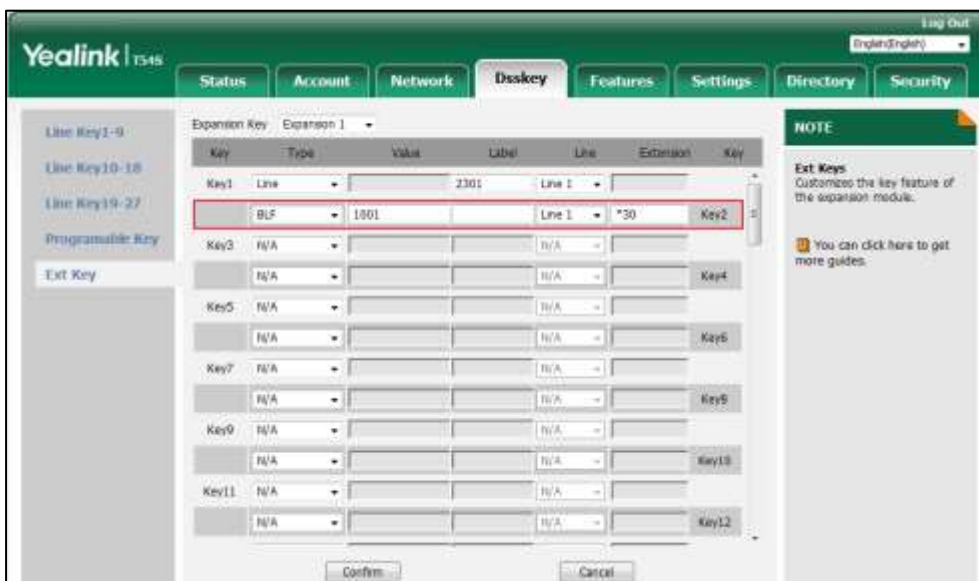 Log Out
Yealink | T54S
English(English)
Status Account Network Dsskey Features Settings Directory Security
Line Key1-9
Line Key10-18
Line Key19-27
Programable Key
Ext Key
Expansion Key Expansion 1
Key Type Value Label Line Extension Key
Key1 Line 2301 Line 1
BLF 1001 Line 1 *30 Key2
Key3 N/A N/A
N/A N/A Key4
Key5 N/A N/A
N/A N/A Key6
Key7 N/A N/A
N/A N/A Key8
Key9 N/A N/A
N/A N/A Key10
Key11 N/A N/A
N/A N/A Key12
Confirm Cancel
NOTE
Ext Keys
Customizes the key feature of
the expansion module.
You can click here to get
more guides.